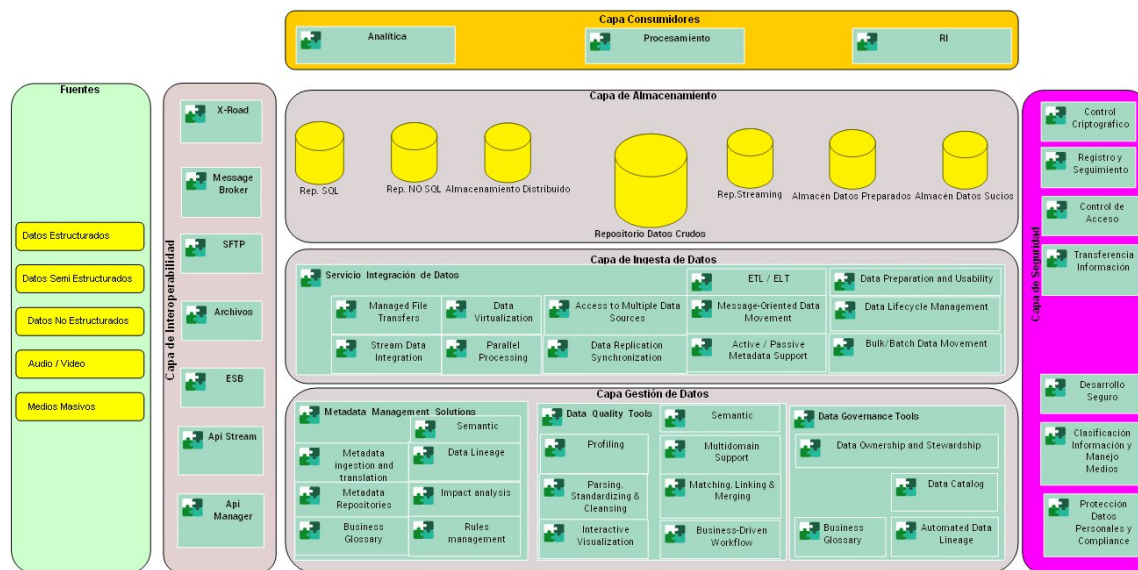 Capa Consumidores
Analítica
Procesamiento
RI
Fuentes
Datos Estructurados
Datos Semi Estructurados
Datos No Estructurados
Audio / Video
Medios Masivos
Capa de Interoperabilidad
X-Road
Message
Broker
SFTP
Archivos
ESB
Api Stream
Api
Manager
Capa de Almacenamiento
Rep. SQL
Rep. NO SQL
Almacenamiento Distribuido
Repositorio Datos Crudos
Rep.Streaming
Almacén Datos Preparados
Almacén Datos Sucios
Capa de Ingesta de Datos
Servicio Integración de Datos
ETL / ELT
Data Preparation and Usability
Managed File
Transfers
Data
Virtualization
Access to Multiple Data
Sources
Message-Oriented Data
Movement
Data Lifecycle Management
Stream Data
Integration
Parallel
Processing
Data Replication
Synchronization
Active / Passive
Metadata Support
Bulk/Batch Data Movement
Capa Gestión de Datos
Metadata Management Solutions
Semantic
Metadata
ingestion and
translation
Data Lineage
Metadata
Repositories
Impact analysis
Business
Glossary
Rules
management
Data Quality Tools
Semantic
Profiling
Multidomain
Support
Parsing,
Standardizing &
Cleansing
Matching, Linking &
Merging
Interactive
Visualization
Business-Driven
Workflow
Data Governance Tools
Data Ownership and Stewardship
Data Catalog
Business
Glossary
Automated Data
Lineage
Capa de Seguridad
Control
Criptográfico
Registro y
Seguimiento
Control de
Acceso
Transferencia
Información
Desarrollo
Seguro
Clasificación
Información y
Manejo
Medios
Protección
Datos
Personales y
Compliance